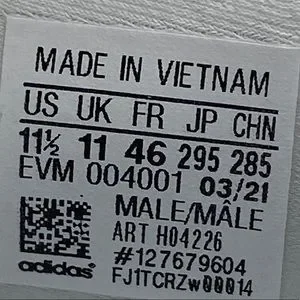 MADE IN VIETNAM
US UK FR JP CHN
11½ 11 46 295 285
EVM 004001 03/21
MALE/MÂLE
ART H04226
#127679604
adidas FJ1TCRZw00014